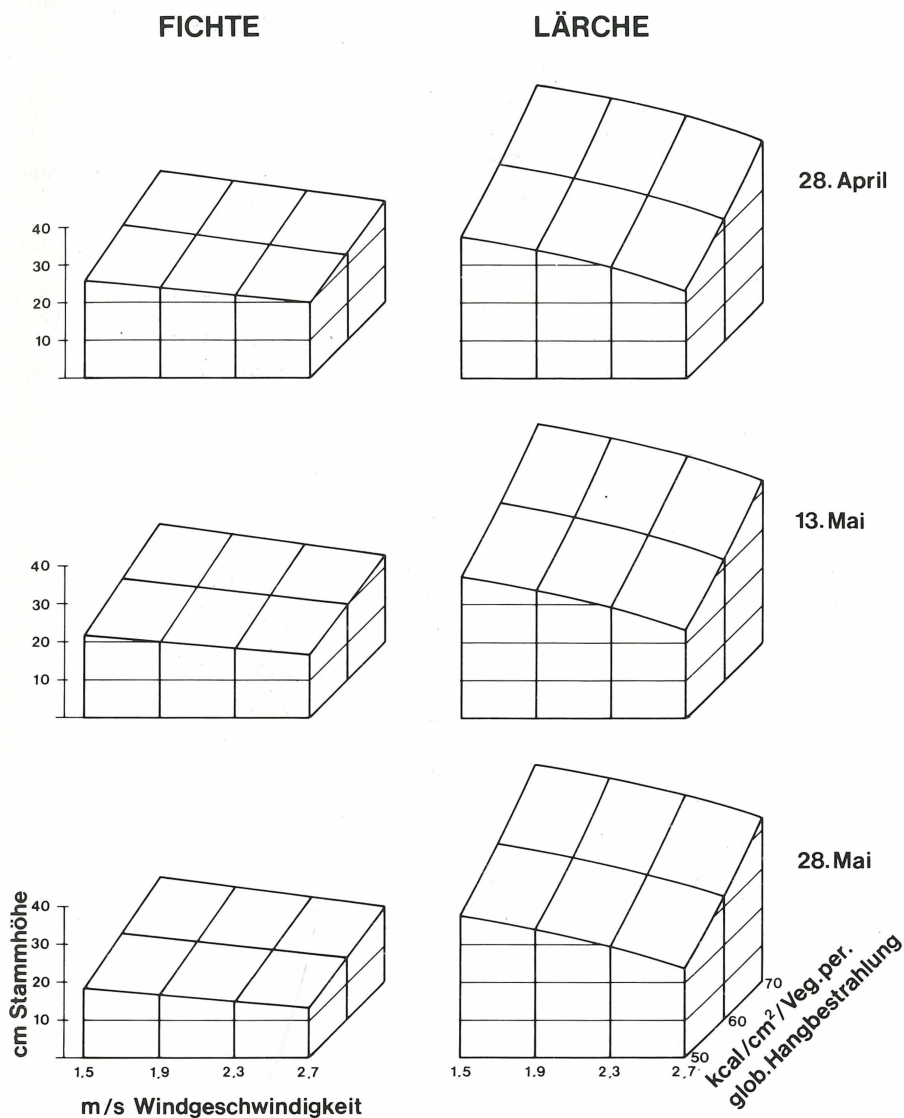 FICHTE
LÄRCHE
28. April
40
30
20
10
13. Mai
40
30
20
10
28. Mai
cm Stammhöhe
40
30
20
10
1,5 1,9 2,3 2,7
m/s Windgeschwindigkeit
1,5 1,9 2,3 2,7
50 60 70
kcal/cm²/Veg.per.
glob. Hangbestrahlung